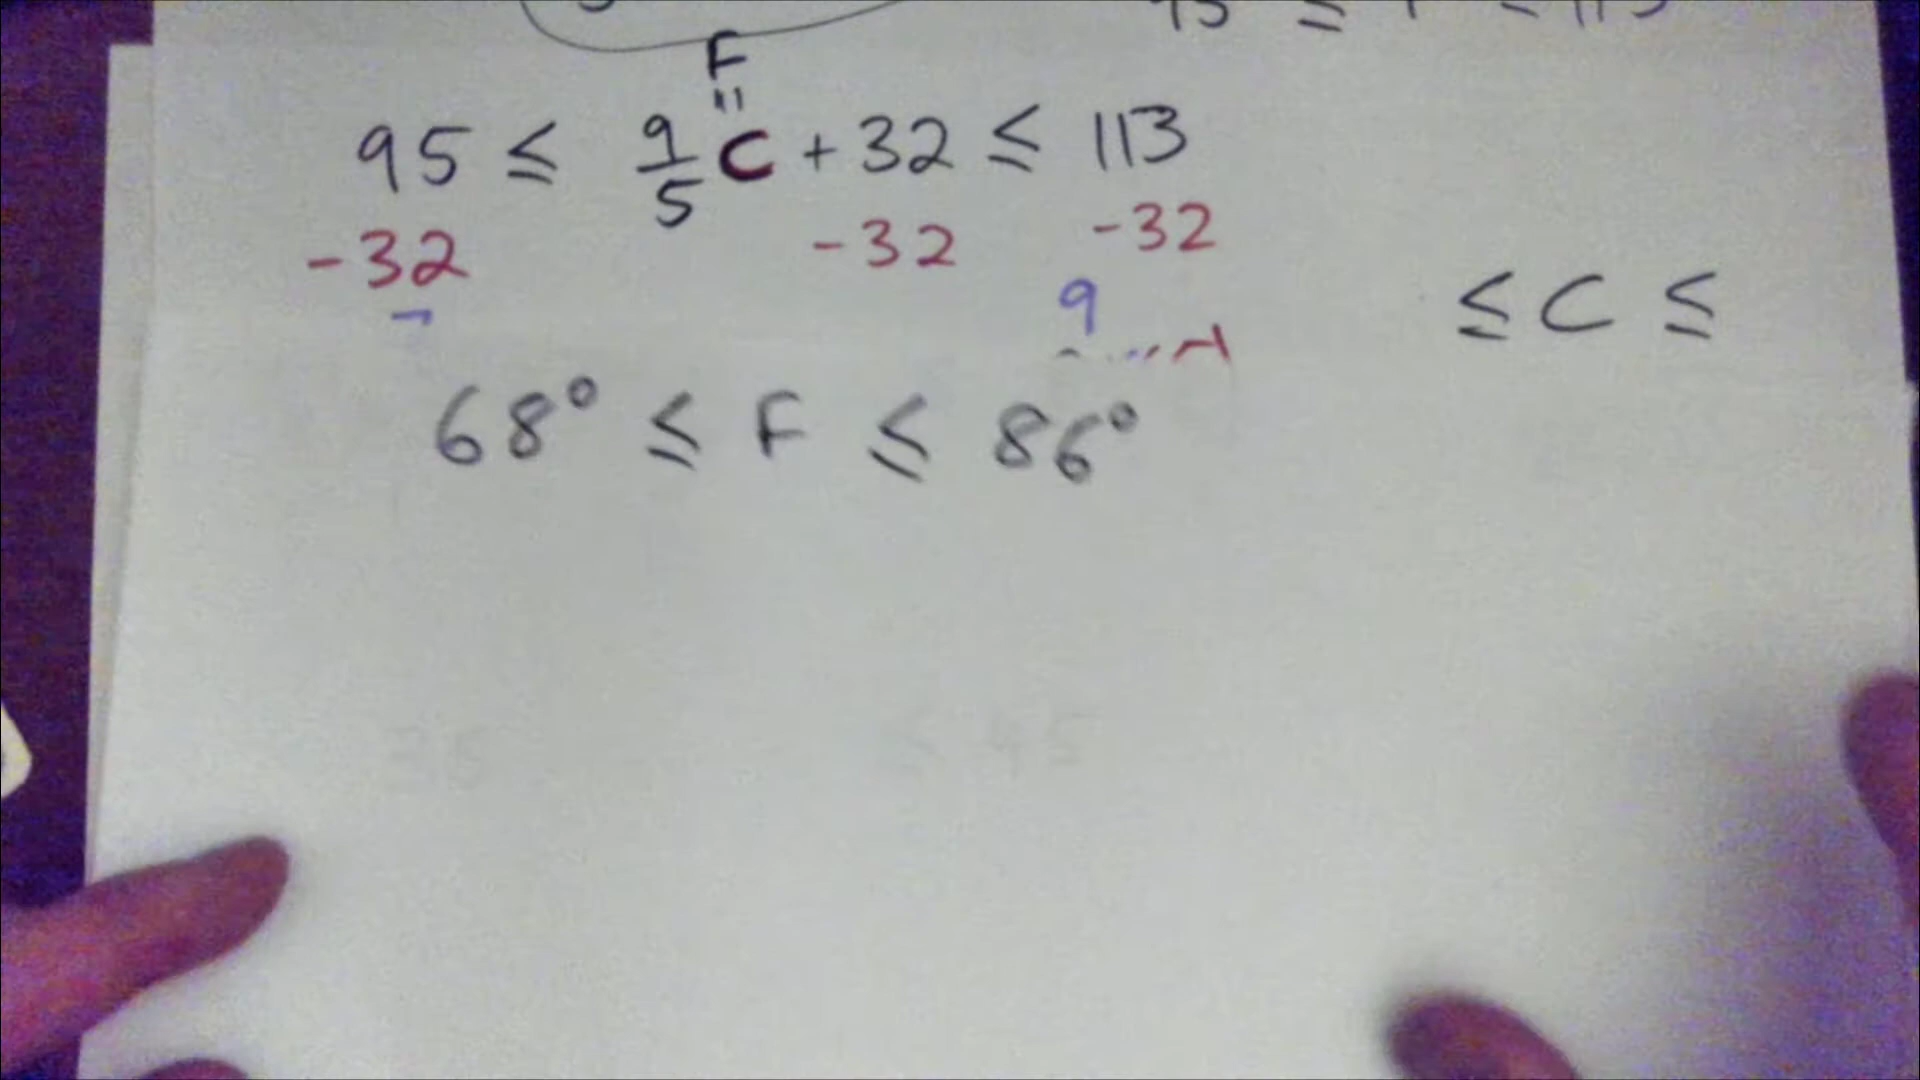 F
=
95 ≤ 9/5 C + 32 ≤ 113
-32 -32 -32
9
≤ C ≤
68° ≤ F ≤ 86°